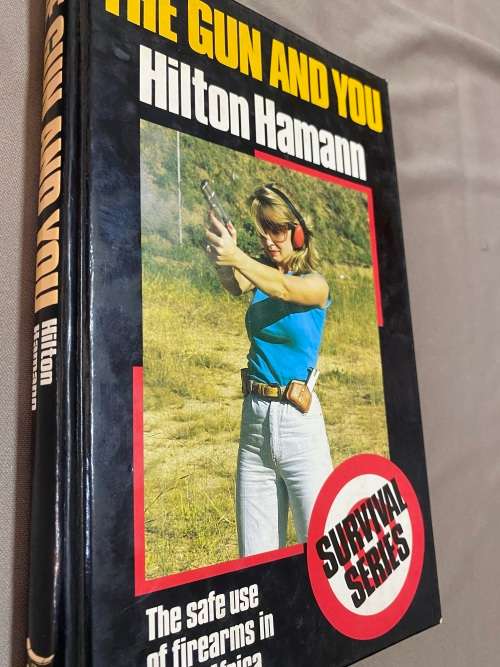 THE GUN AND YOU
Hilton Hamann
SURVIVAL
SERIES
The safe use
of firearms in
Africa
GUN AND YOU
Hilton
Hamann